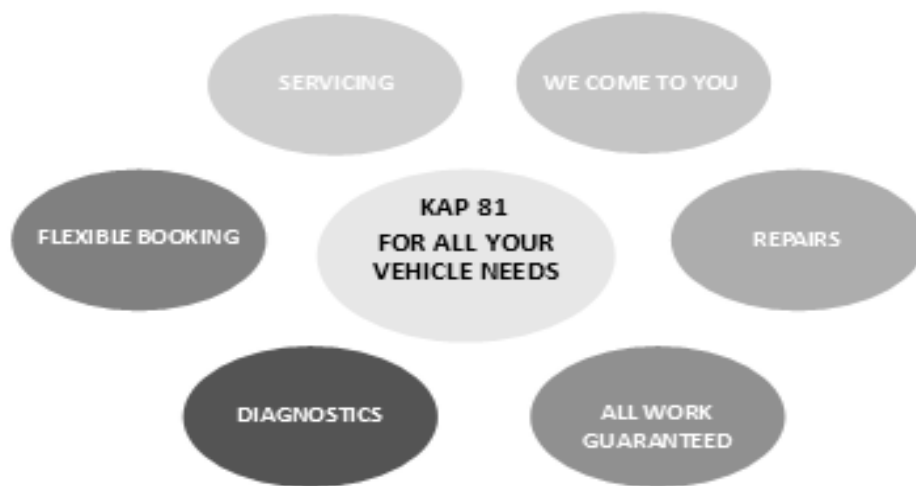 SERVICING
WE COME TO YOU
FLEXIBLE BOOKING
KAP 81
FOR ALL YOUR
VEHICLE NEEDS
REPAIRS
DIAGNOSTICS
ALL WORK
GUARANTEED